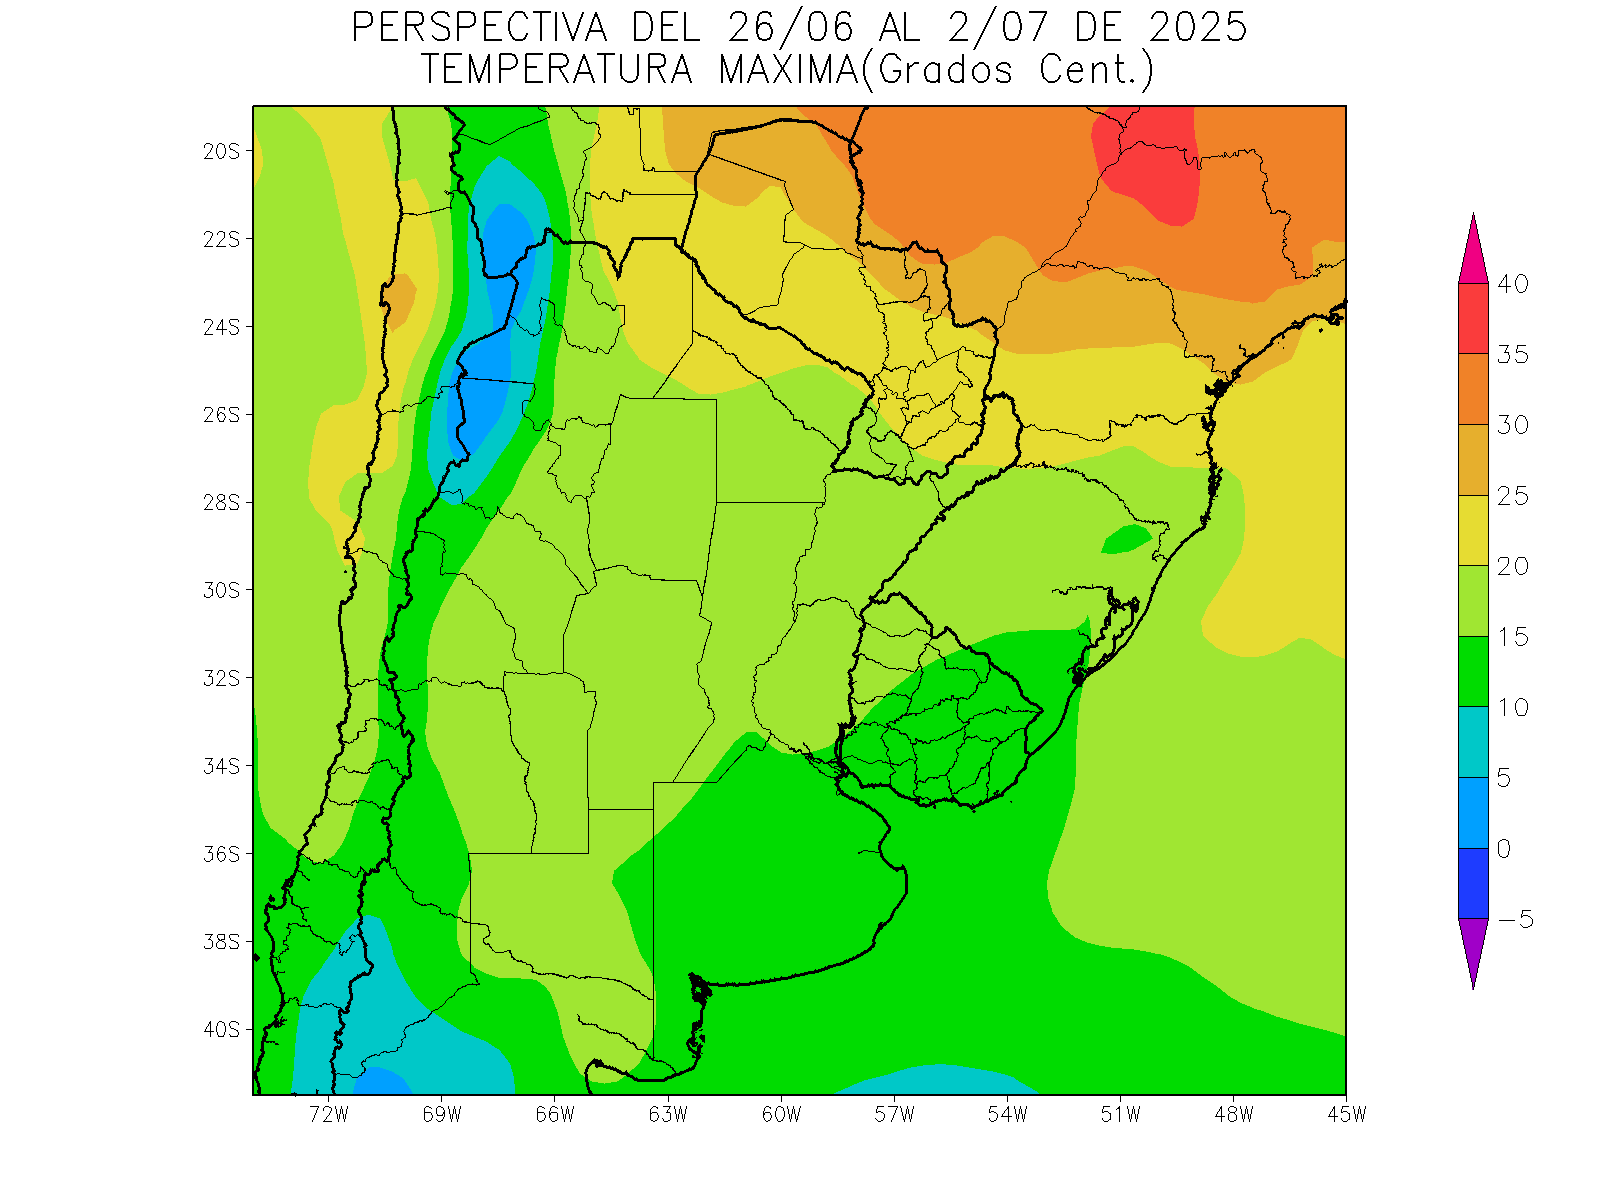 PERSPECTIVA DEL 26/06 AL 2/07 DE 2025
TEMPERATURA MAXIMA(Grados Cent.)
20S
22S
24S
26S
28S
30S
32S
34S
36S
38S
40S
72W 69W 66W 63W 60W 57W 54W 51W 48W 45W
40
35
30
25
20
15
10
5
0
−5